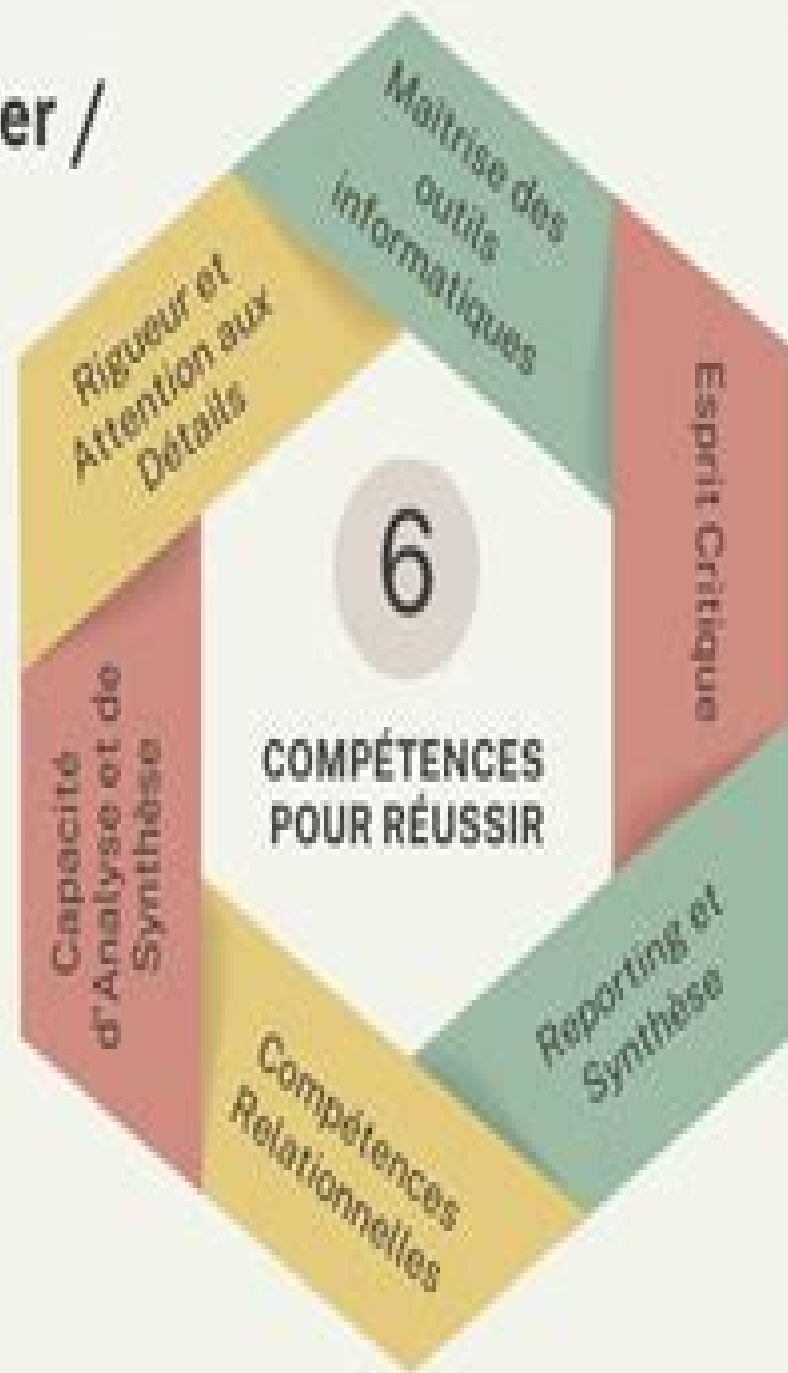 er /
Maitrise des
outils
informatiques
Esprit Critique
Reporting et
Synthèse
Compétences
Relationnelles
Capacité
d'Analyse et de
Synthèse
Rigueur et
Attention aux
Détails
6
COMPÉTENCES
POUR RÉUSSIR